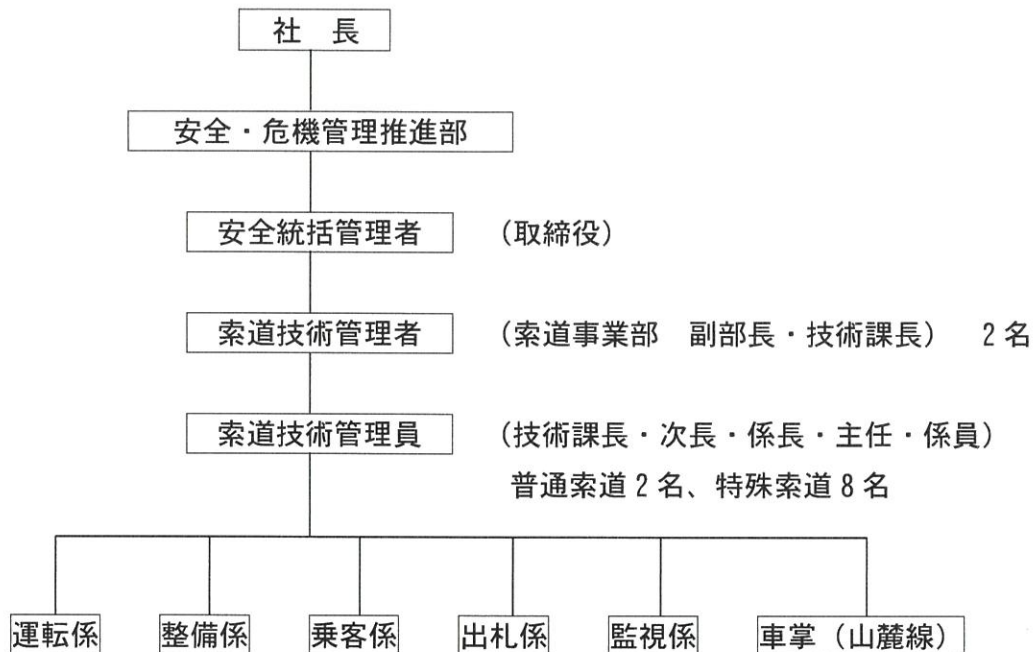 社　長
安全・危機管理推進部
安全統括管理者　（取締役）
索道技術管理者　（索道事業部　副部長・技術課長）　2名
索道技術管理員　（技術課長・次長・係長・主任・係員）
普通索道2名、特殊索道8名
運転係　整備係　乗客係　出札係　監視係　車掌（山麓線）